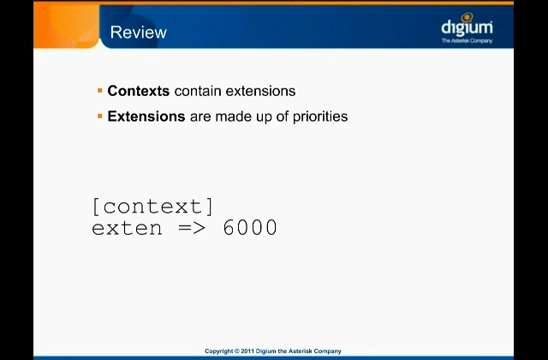 Review
digium
The Asterisk Company
Contexts contain extensions
Extensions are made up of priorities
[context]
exten => 6000
Copyright © 2011 Digium the Asterisk Company